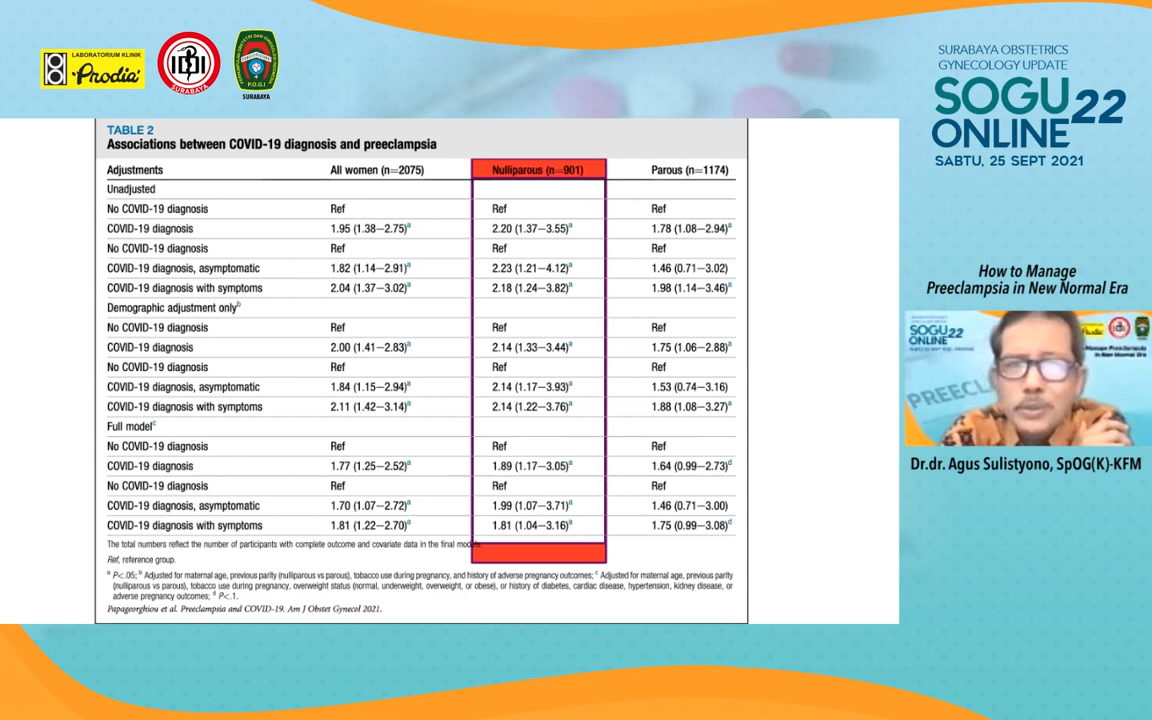 LABORATORIUM KLINIK
Prodia
IDI
SURABAYA
P.O.G.I
SURABAYA
SURABAYA OBSTETRICS
GYNECOLOGY UPDATE
SOGU 22
ONLINE
SABTU, 25 SEPT 2021
TABLE 2
Associations between COVID-19 diagnosis and preeclampsia
Adjustments All women (n=2075) Nulliparous (n=901) Parous (n=1174)
Unadjusted
No COVID-19 diagnosis Ref Ref Ref
COVID-19 diagnosis 1.95 (1.38–2.75)a 2.20 (1.37–3.55)a 1.78 (1.08–2.94)a
No COVID-19 diagnosis Ref Ref Ref
COVID-19 diagnosis, asymptomatic 1.82 (1.14–2.91)a 2.23 (1.21–4.12)a 1.46 (0.71–3.02)
COVID-19 diagnosis with symptoms 2.04 (1.37–3.02)a 2.18 (1.24–3.82)a 1.98 (1.14–3.46)a
Demographic adjustment onlyb
No COVID-19 diagnosis Ref Ref Ref
COVID-19 diagnosis 2.00 (1.41–2.83)a 2.14 (1.33–3.44)a 1.75 (1.06–2.88)a
No COVID-19 diagnosis Ref Ref Ref
COVID-19 diagnosis, asymptomatic 1.84 (1.15–2.94)a 2.14 (1.17–3.93)a 1.53 (0.74–3.16)
COVID-19 diagnosis with symptoms 2.11 (1.42–3.14)a 2.14 (1.22–3.76)a 1.88 (1.08–3.27)a
Full modelc
No COVID-19 diagnosis Ref Ref Ref
COVID-19 diagnosis 1.77 (1.25–2.52)a 1.89 (1.17–3.05)a 1.64 (0.99–2.73)d
No COVID-19 diagnosis Ref Ref Ref
COVID-19 diagnosis, asymptomatic 1.70 (1.07–2.72)a 1.99 (1.07–3.71)a 1.46 (0.71–3.00)
COVID-19 diagnosis with symptoms 1.81 (1.22–2.70)a 1.81 (1.04–3.16)a 1.75 (0.99–3.08)d
The total numbers reflect the number of participants with complete outcome and covariate data in the final models.
Ref, reference group.
a P<.05; b Adjusted for maternal age, previous parity (nulliparous vs parous), tobacco use during pregnancy, and history of adverse pregnancy outcomes; c Adjusted for maternal age, previous parity
(nulliparous vs parous), tobacco use during pregnancy, overweight status (normal, underweight, overweight, or obese), or history of diabetes, cardiac disease, hypertension, kidney disease, or
adverse pregnancy outcomes; d P<.1.
Papageorghiou et al. Preeclampsia and COVID-19. Am J Obstet Gynecol 2021.
How to Manage
Preeclampsia in New Normal Era
SOGU 22
ONLINE
Prodia
Manage Preeclampsia
in New Normal Era
PREECL
Dr.dr. Agus Sulistyono, SpOG(K)-KFM